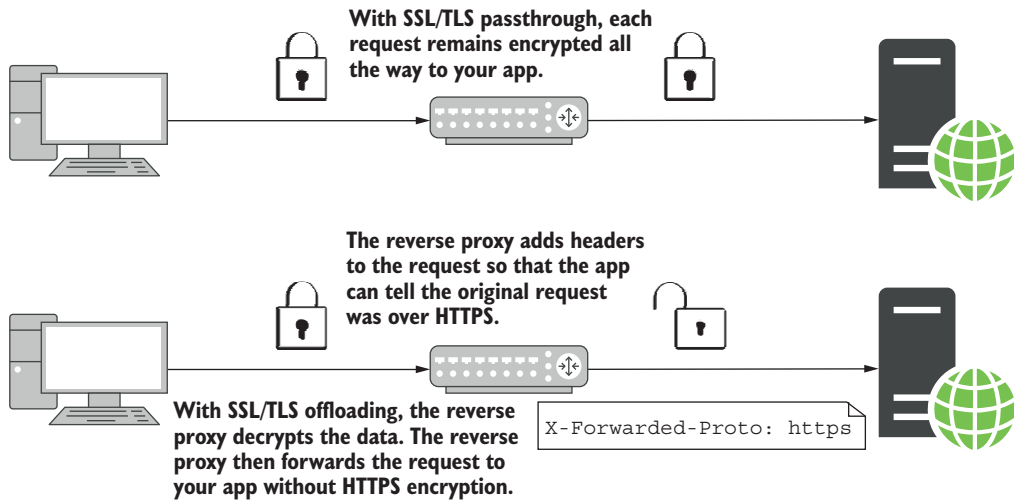 With SSL/TLS passthrough, each
request remains encrypted all
the way to your app.
The reverse proxy adds headers
to the request so that the app
can tell the original request
was over HTTPS.
With SSL/TLS offloading, the reverse
proxy decrypts the data. The reverse
proxy then forwards the request to
your app without HTTPS encryption.
X-Forwarded-Proto: https